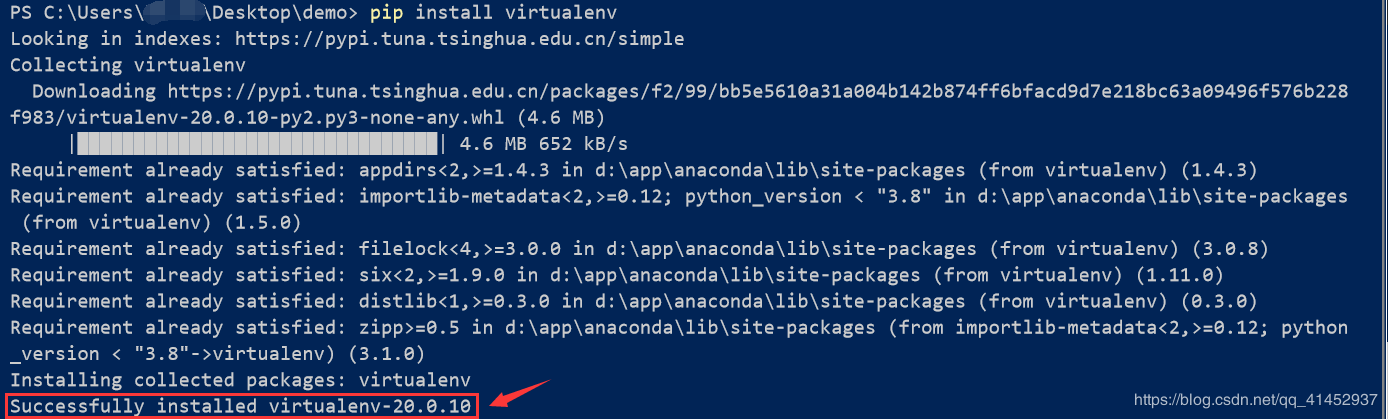 PS C:\Users\ \Desktop\demo> pip install virtualenv
Looking in indexes: https://pypi.tuna.tsinghua.edu.cn/simple
Collecting virtualenv
  Downloading https://pypi.tuna.tsinghua.edu.cn/packages/f2/99/bb5e5610a31a004b142b874ff6bfacd9d7e218bc63a09496f576b228
f983/virtualenv-20.0.10-py2.py3-none-any.whl (4.6 MB)
| | 4.6 MB 652 kB/s
Requirement already satisfied: appdirs<2,>=1.4.3 in d:\app\anaconda\lib\site-packages (from virtualenv) (1.4.3)
Requirement already satisfied: importlib-metadata<2,>=0.12; python_version < "3.8" in d:\app\anaconda\lib\site-packages
 (from virtualenv) (1.5.0)
Requirement already satisfied: filelock<4,>=3.0.0 in d:\app\anaconda\lib\site-packages (from virtualenv) (3.0.8)
Requirement already satisfied: six<2,>=1.9.0 in d:\app\anaconda\lib\site-packages (from virtualenv) (1.11.0)
Requirement already satisfied: distlib<1,>=0.3.0 in d:\app\anaconda\lib\site-packages (from virtualenv) (0.3.0)
Requirement already satisfied: zipp>=0.5 in d:\app\anaconda\lib\site-packages (from importlib-metadata<2,>=0.12; python
_version < "3.8"->virtualenv) (3.1.0)
Installing collected packages: virtualenv
Successfully installed virtualenv-20.0.10
https://blog.csdn.net/qq_41452937